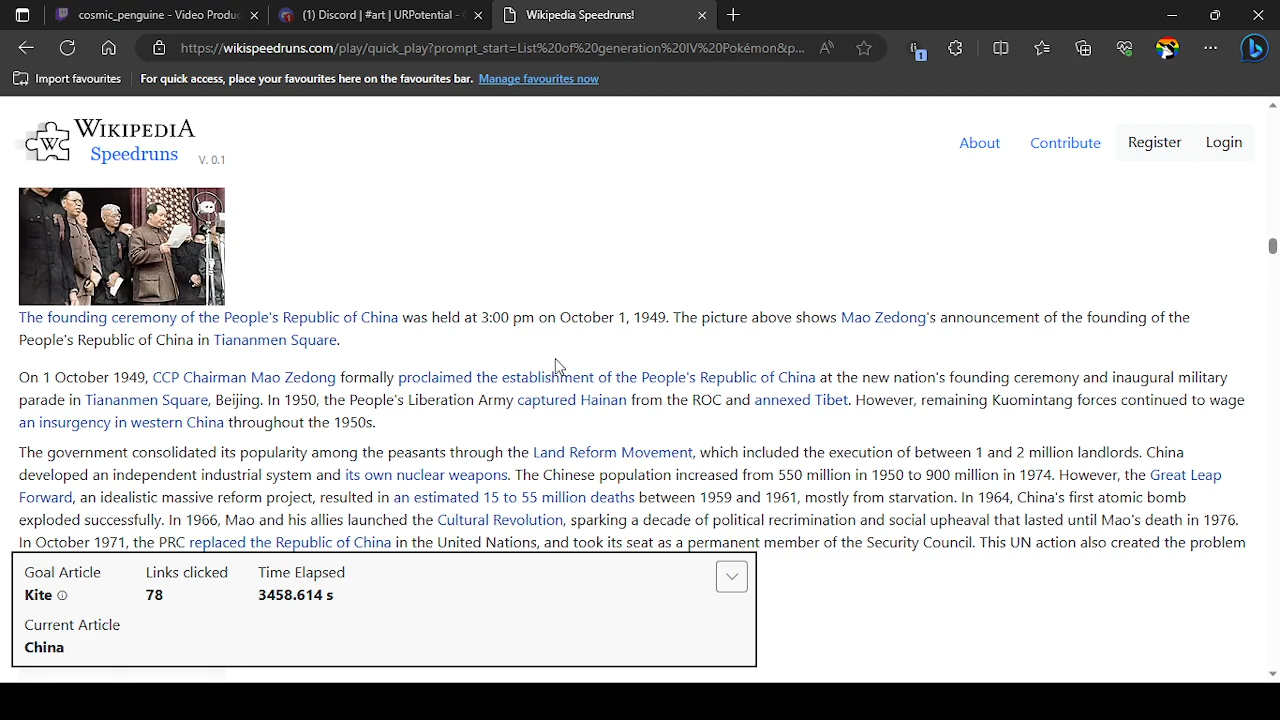 cosmic_penguine - Video Produc
(1) Discord | #art | URPotential -
Wikipedia Speedruns!
https://wikispeedruns.com/play/quick_play?prompt_start=List%20of%20generation%20IV%20Pokémon&p...
1
Import favourites
For quick access, place your favourites here on the favourites bar. Manage favourites now
W
WIKIPEDIA
Speedruns
V. 0.1
About
Contribute
Register
Login
The founding ceremony of the People's Republic of China was held at 3:00 pm on October 1, 1949. The picture above shows Mao Zedong's announcement of the founding of the
People's Republic of China in Tiananmen Square.
On 1 October 1949, CCP Chairman Mao Zedong formally proclaimed the establishment of the People's Republic of China at the new nation's founding ceremony and inaugural military
parade in Tiananmen Square, Beijing. In 1950, the People's Liberation Army captured Hainan from the ROC and annexed Tibet. However, remaining Kuomintang forces continued to wage
an insurgency in western China throughout the 1950s.
The government consolidated its popularity among the peasants through the Land Reform Movement, which included the execution of between 1 and 2 million landlords. China
developed an independent industrial system and its own nuclear weapons. The Chinese population increased from 550 million in 1950 to 900 million in 1974. However, the Great Leap
Forward, an idealistic massive reform project, resulted in an estimated 15 to 55 million deaths between 1959 and 1961, mostly from starvation. In 1964, China's first atomic bomb
exploded successfully. In 1966, Mao and his allies launched the Cultural Revolution, sparking a decade of political recrimination and social upheaval that lasted until Mao's death in 1976.
In October 1971, the PRC replaced the Republic of China in the United Nations, and took its seat as a permanent member of the Security Council. This UN action also created the problem
Goal Article
Links clicked
Time Elapsed
Kite
78
3458.614 s
Current Article
China